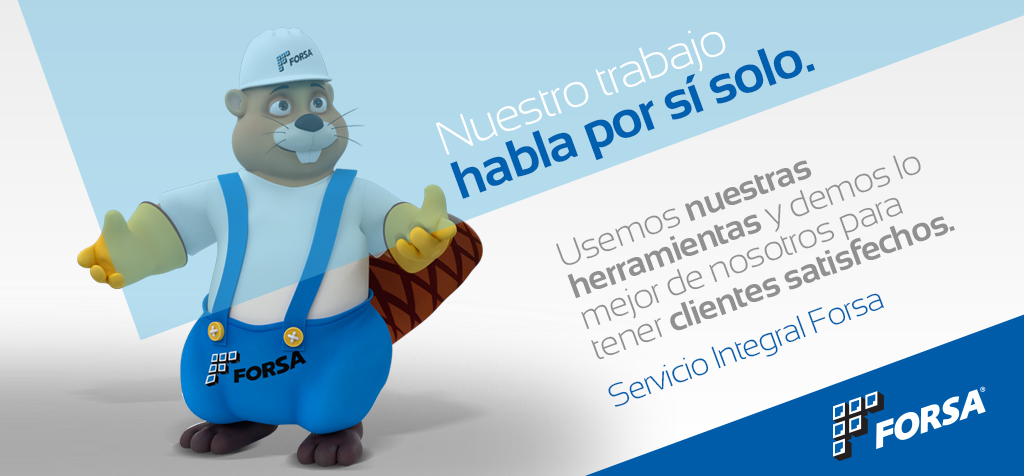 FORSA
Nuestro trabajo
habla por sí solo.
Usemos nuestras
herramientas y demos lo
mejor de nosotros para
tener clientes satisfechos.
Servicio Integral Forsa
FORSA
FORSA®